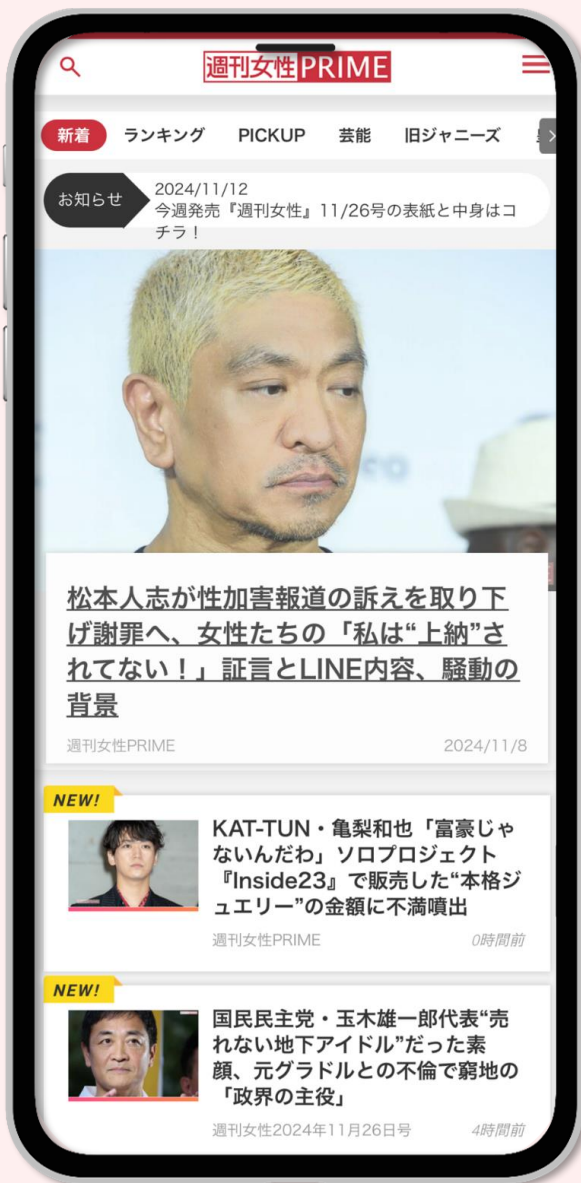 週刊女性PRIME
新着 ランキング PICKUP 芸能 旧ジャニーズ
お知らせ
2024/11/12
今週発売『週刊女性』11/26号の表紙と中身はコ
チラ！
松本人志が性加害報道の訴えを取り下
げ謝罪へ、女性たちの「私は“上納”さ
れてない！」証言とLINE内容、騒動の
背景
週刊女性PRIME 2024/11/8
NEW!
KAT-TUN・亀梨和也「富豪じゃ
ないんだわ」ソロプロジェクト
『Inside23』で販売した“本格ジ
ュエリー”の金額に不満噴出
週刊女性PRIME 0時間前
NEW!
国民民主党・玉木雄一郎代表“売
れない地下アイドル”だった素
顔、元グラドルとの不倫で窮地の
「政界の主役」
週刊女性2024年11月26日号 4時間前